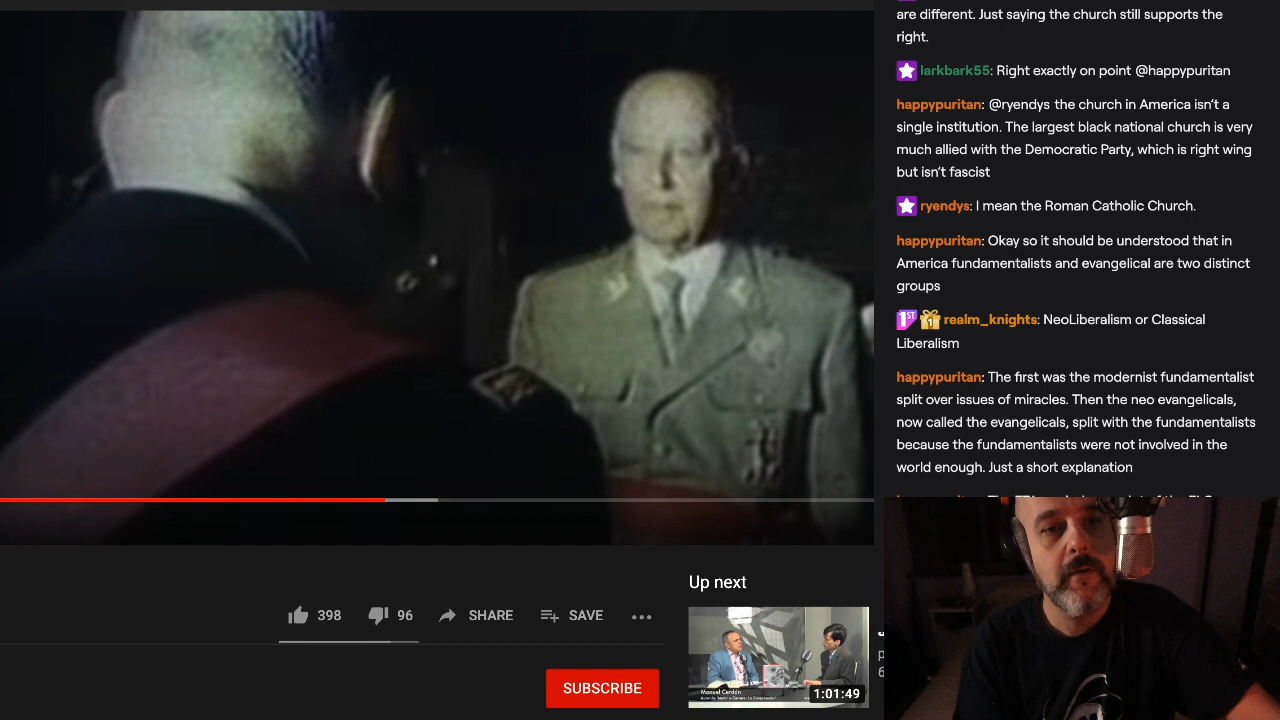 are different. Just saying the church still supports the
right.
larkbark55: Right exactly on point @happypuritan
happypuritan: @ryendys the church in America isn't a
single institution. The largest black national church is very
much allied with the Democratic Party, which is right wing
but isn't fascist
ryendys: I mean the Roman Catholic Church.
happypuritan: Okay so it should be understood that in
America fundamentalists and evangelical are two distinct
groups
1ST 1 realm_knights: NeoLiberalism or Classical
Liberalism
happypuritan: The first was the modernist fundamentalist
split over issues of miracles. Then the neo evangelicals,
now called the evangelicals, split with the fundamentalists
because the fundamentalists were not involved in the
world enough. Just a short explanation
Up next
398 96 SHARE SAVE
SUBSCRIBE
Manuel Cerdán
1:01:49